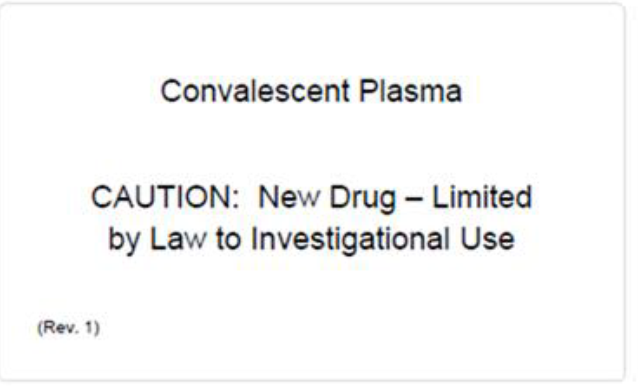 Convalescent Plasma
CAUTION:  New Drug – Limited
by Law to Investigational Use
(Rev. 1)